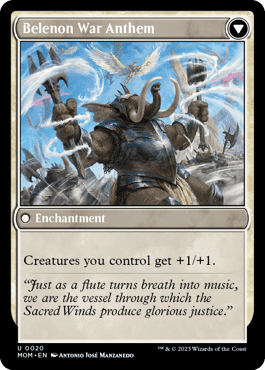 Belenon War Anthem
Enchantment
Creatures you control get +1/+1.
“Just as a flute turns breath into music,
we are the vessel through which the
Sacred Winds produce glorious justice.”
U 0020
MOM • EN Antonio José Manzanedo
™ & © 2023 Wizards of the Coast